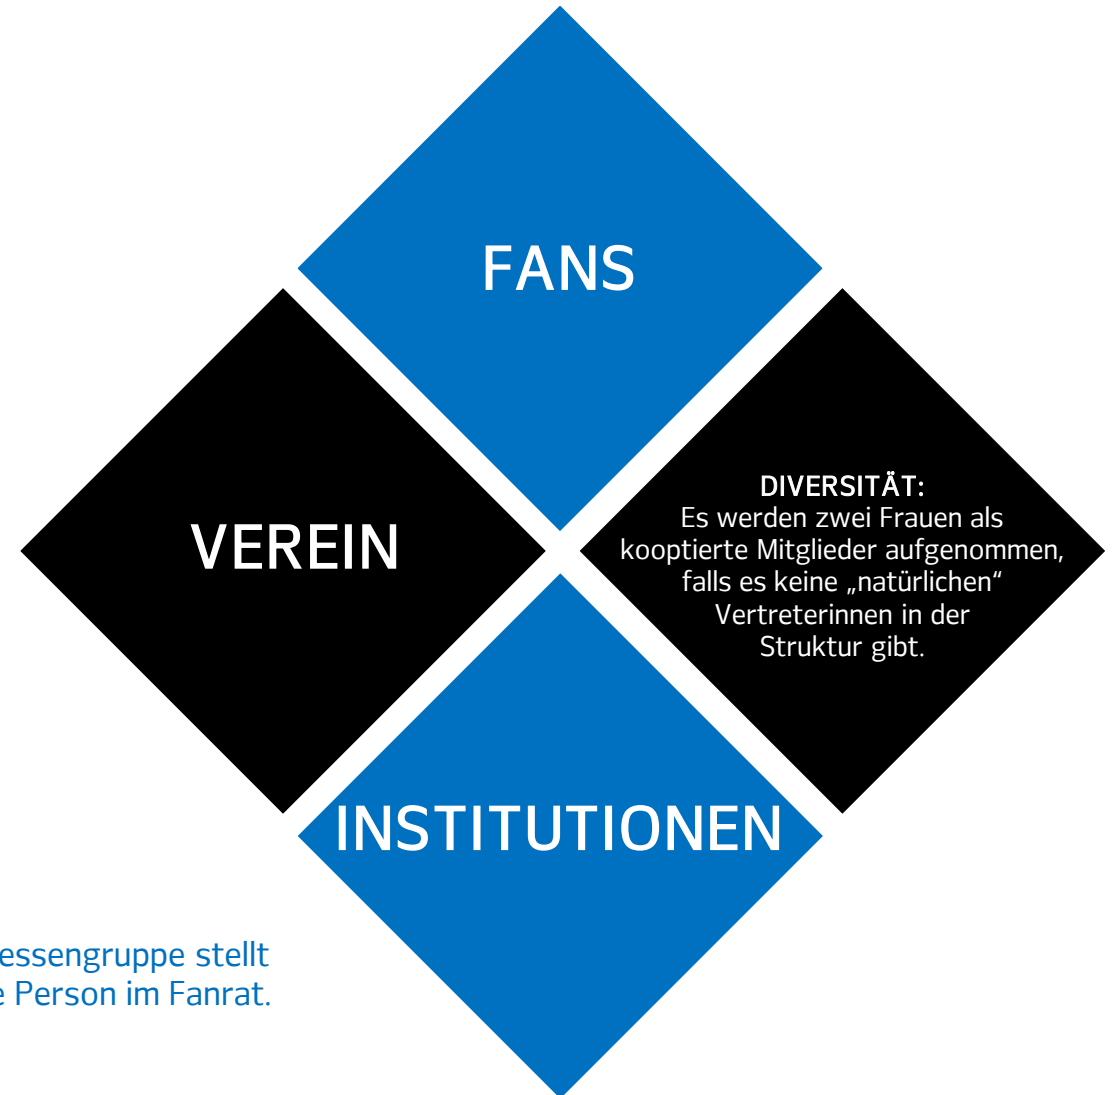 FANS
VEREIN
DIVERSITÄT:
Es werden zwei Frauen als
kooptierte Mitglieder aufgenommen,
falls es keine „natürlichen“
Vertreterinnen in der
Struktur gibt.
INSTITUTIONEN
essengruppe stellt
e Person im Fanrat.